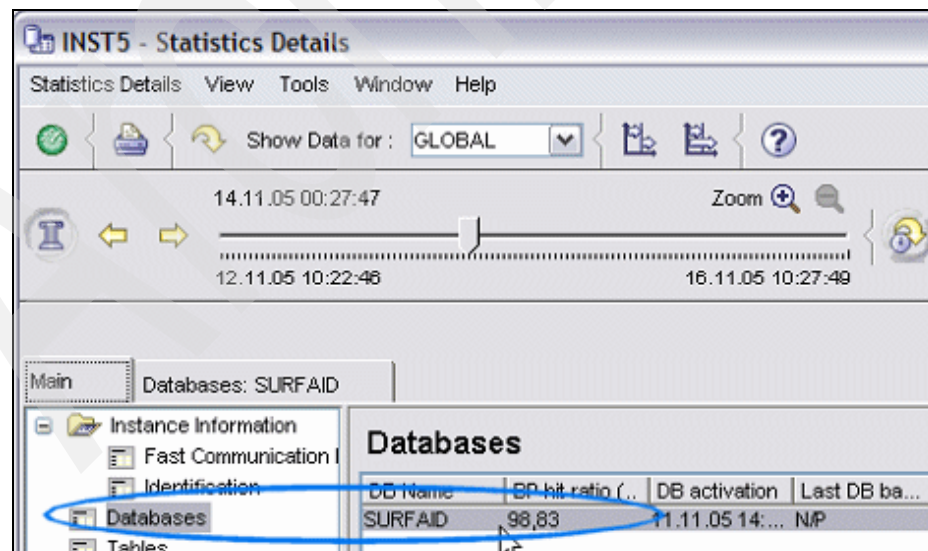 INST5 - Statistics Details
Statistics Details View Tools Window Help
Show Data for : GLOBAL
14.11.05 00:27:47 Zoom
12.11.05 10:22:46 16.11.05 10:27:49
Main Databases: SURFAID
Instance Information
Fast Communication
Identification
Databases
Tables
Databases
DB Name BP hit ratio (.. DB activation Last DB ba...
SURFAID 98,83 11.11.05 14:... N/P